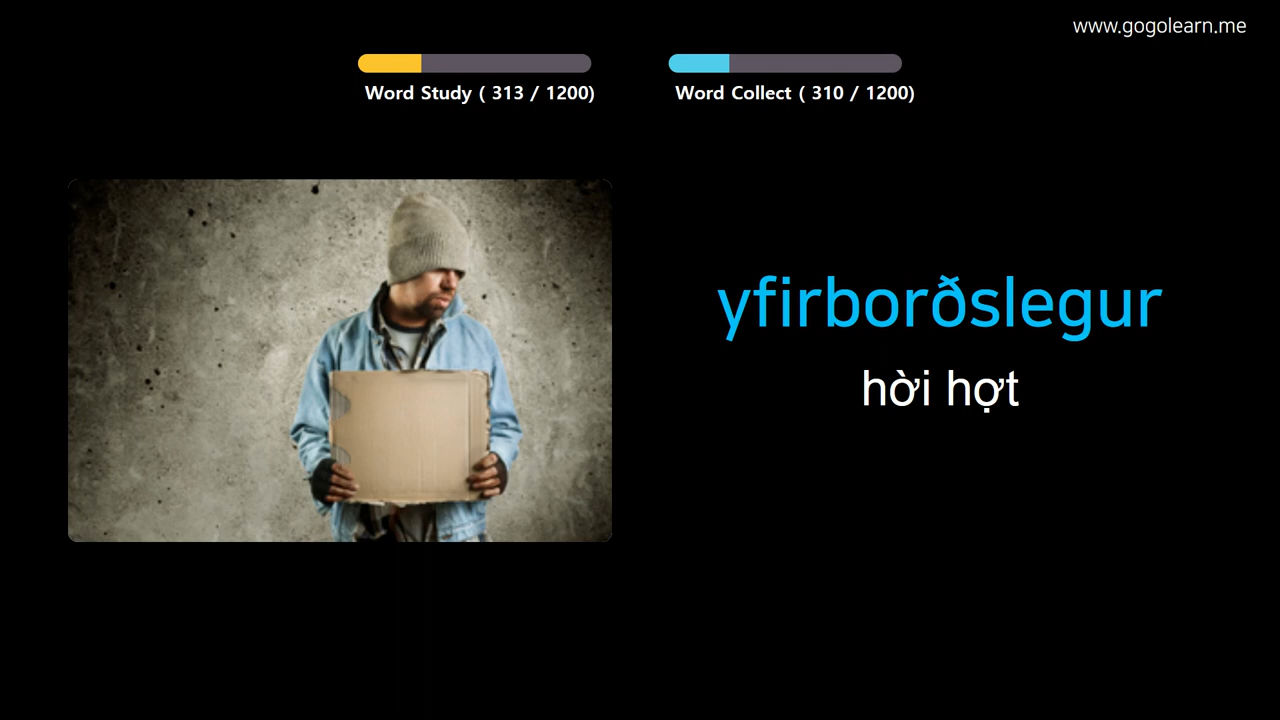 www.gogolearn.me
Word Study ( 313 / 1200)
Word Collect ( 310 / 1200)
yfirborðslegur
hời hợt